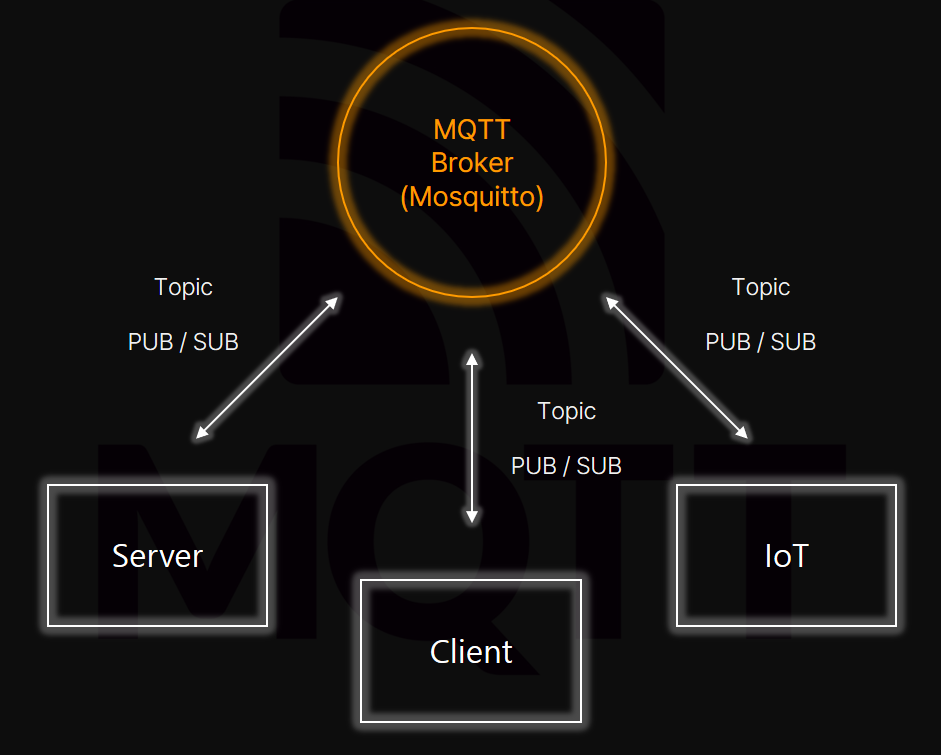 MQTT
Broker
(Mosquitto)
Topic
PUB / SUB
Topic
PUB / SUB
Topic
PUB / SUB
Server
Client
IoT
MQTT